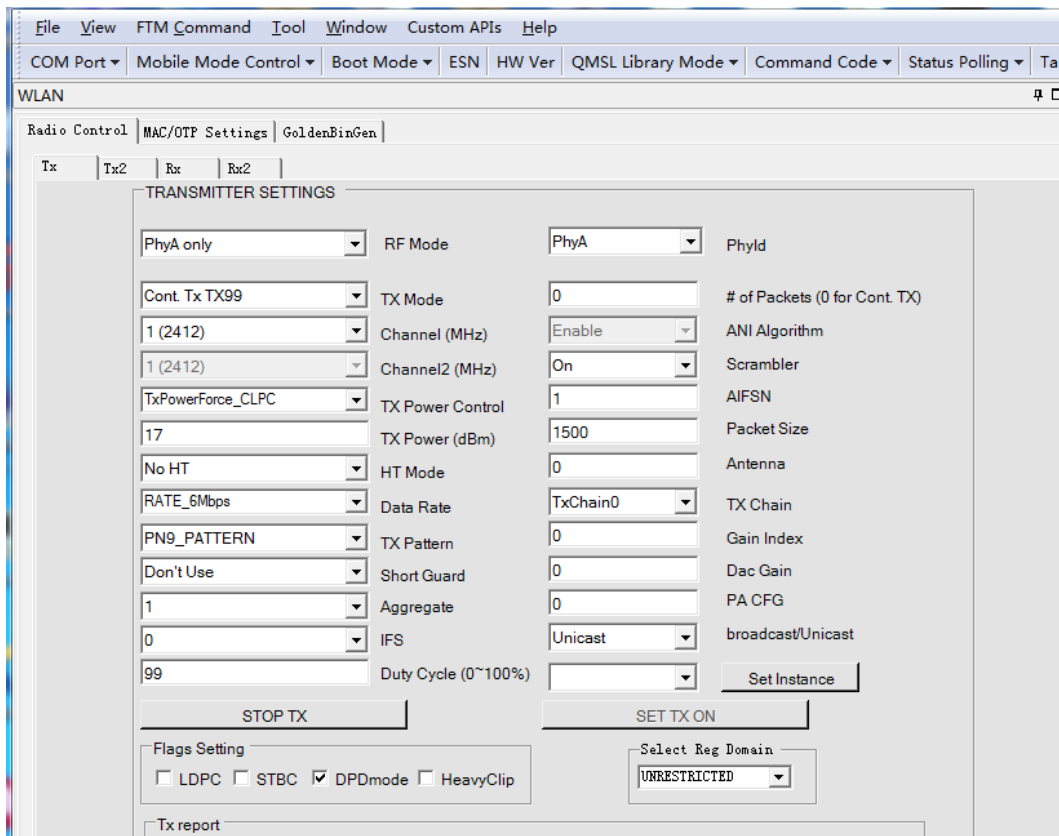 File View FTM Command Tool Window Custom APIs Help
COM Port Mobile Mode Control Boot Mode ESN HW Ver QMSL Library Mode Command Code Status Polling Ta
WLAN
Radio Control MAC/OTP Settings GoldenBinGen
Tx Tx2 Rx Rx2
TRANSMITTER SETTINGS
PhyA only RF Mode PhyA PhyId
Cont. Tx TX99 TX Mode 0 # of Packets (0 for Cont. TX)
1 (2412) Channel (MHz) Enable ANI Algorithm
1 (2412) Channel2 (MHz) On Scrambler
TxPowerForce_CLPC TX Power Control 1 AIFSN
17 TX Power (dBm) 1500 Packet Size
No HT HT Mode 0 Antenna
RATE_6Mbps Data Rate TxChain0 TX Chain
PN9_PATTERN TX Pattern 0 Gain Index
Don't Use Short Guard 0 Dac Gain
1 Aggregate 0 PA CFG
0 IFS Unicast broadcast/Unicast
99 Duty Cycle (0~100%) Set Instance
STOP TX SET TX ON
Flags Setting Select Reg Domain
LDPC STBC DPDmode HeavyClip UNRESTRICTED
Tx report